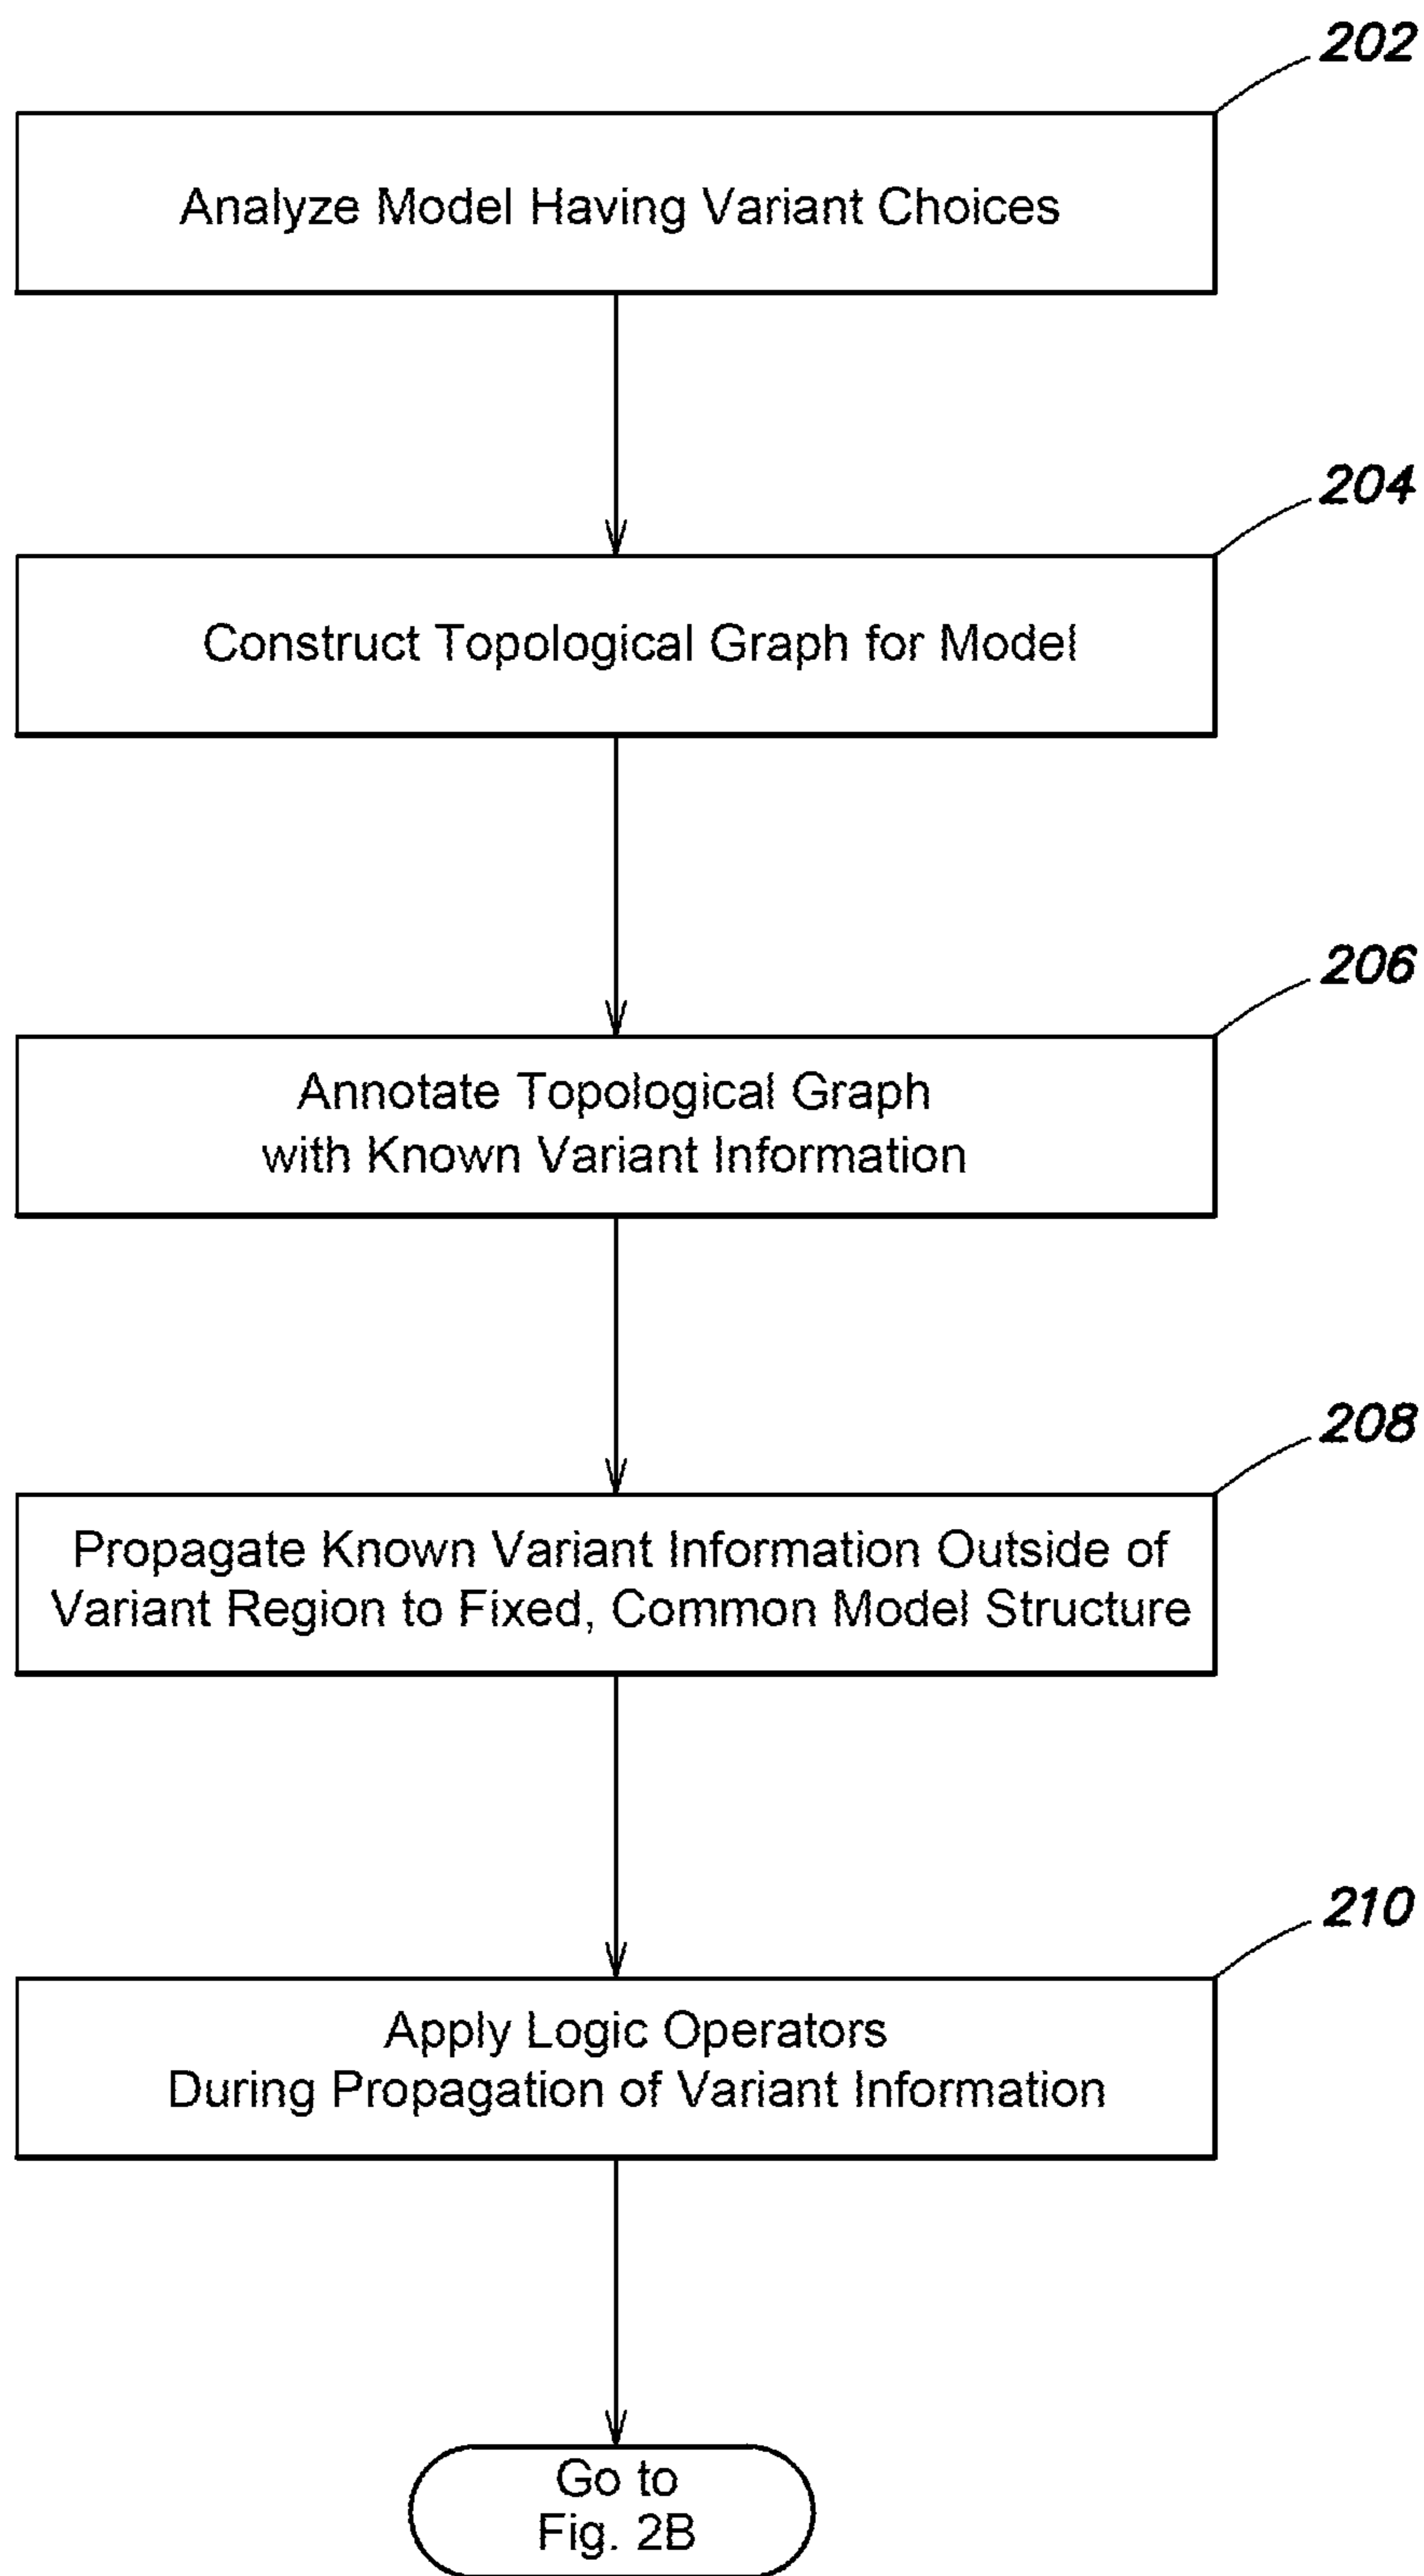 202
Analyze Model Having Variant Choices
204
Construct Topological Graph for Model
206
Annotate Topological Graph
with Known Variant Information
208
Propagate Known Variant Information Outside of
Variant Region to Fixed, Common Model Structure
210
Apply Logic Operators
During Propagation of Variant Information
Go to
Fig. 2B